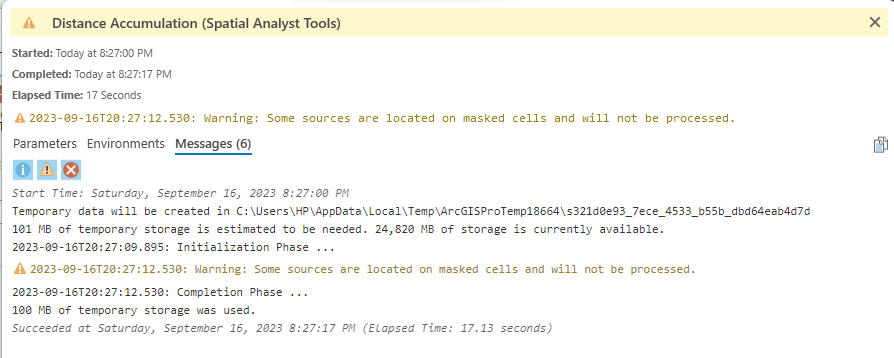 Distance Accumulation (Spatial Analyst Tools)
Started: Today at 8:27:00 PM
Completed: Today at 8:27:17 PM
Elapsed Time: 17 Seconds
2023-09-16T20:27:12.530: Warning: Some sources are located on masked cells and will not be processed.
Parameters Environments Messages (6)
Start Time: Saturday, September 16, 2023 8:27:00 PM
Temporary data will be created in C:\Users\HP\AppData\Local\Temp\ArcGISProTemp18664\s321d0e93_7ece_4533_b55b_dbd64eab4d7d
101 MB of temporary storage is estimated to be needed. 24,820 MB of storage is currently available.
2023-09-16T20:27:09.895: Initialization Phase ...
2023-09-16T20:27:12.530: Warning: Some sources are located on masked cells and will not be processed.
2023-09-16T20:27:12.530: Completion Phase ...
100 MB of temporary storage was used.
Succeeded at Saturday, September 16, 2023 8:27:17 PM (Elapsed Time: 17.13 seconds)